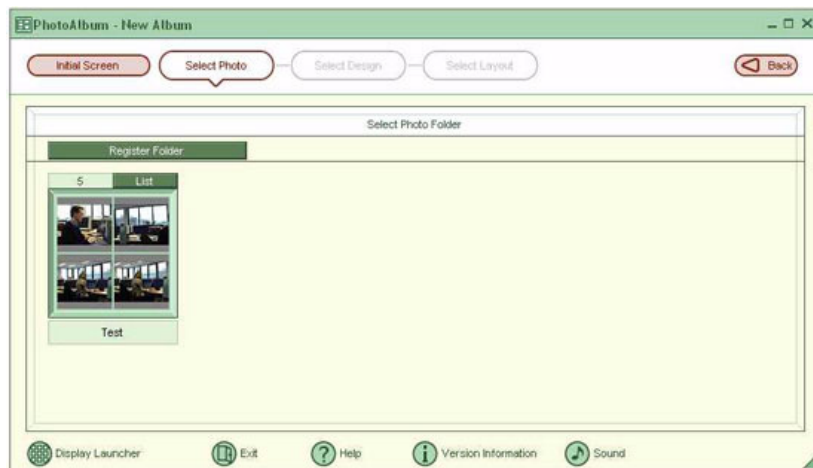 PhotoAlbum - New Album
Initial Screen
Select Photo
Select Design
Select Layout
Back
Select Photo Folder
Register Folder
5
List
Test
Display Launcher
Exit
Help
Version Information
Sound